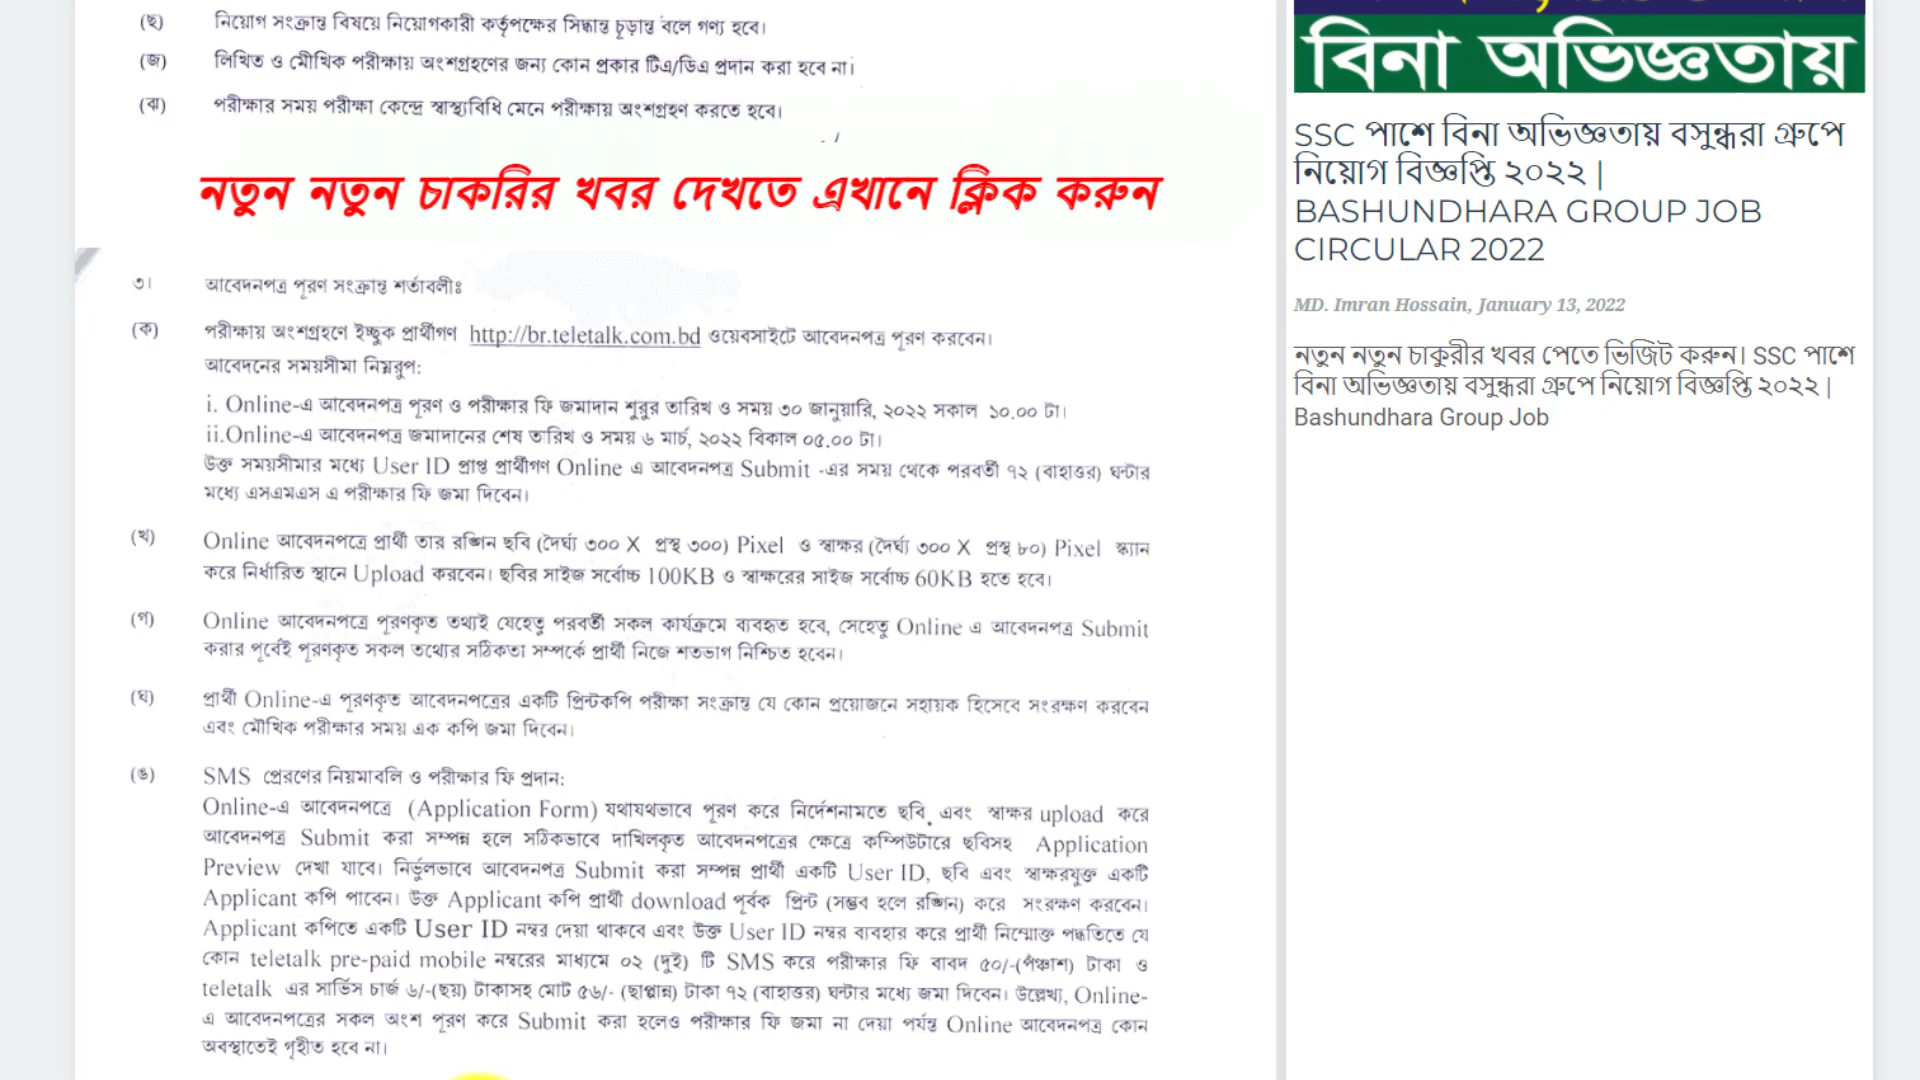 (ছ) নিয়োগ সংক্রান্ত বিষয়ে নিয়োগকারী কর্তৃপক্ষের সিদ্ধান্ত চূড়ান্ত বলে গণ্য হবে।
(জ) লিখিত ও মৌখিক পরীক্ষায় অংশগ্রহণের জন্য কোন প্রকার টিএ/ডিএ প্রদান করা হবে না।
(ঝ) পরীক্ষার সময় পরীক্ষা কেন্দ্রে স্বাস্থ্যবিধি মেনে পরীক্ষায় অংশগ্রহণ করতে হবে।
নতুন নতুন চাকরির খবর দেখতে এখানে ক্লিক করুন
৩। আবেদনপত্র পূরণ সংক্রান্ত শর্তাবলীঃ
(ক) পরীক্ষায় অংশগ্রহণে ইচ্ছুক প্রার্থীগণ http://br.teletalk.com.bd ওয়েবসাইটে আবেদনপত্র পূরণ করবেন।
আবেদনের সময়সীমা নিম্নরুপ:
i. Online-এ আবেদনপত্র পূরণ ও পরীক্ষার ফি জমাদান শুরুর তারিখ ও সময় ৩০ জানুয়ারি, ২০২২ সকাল ১০.০০ টা।
ii.Online-এ আবেদনপত্র জমাদানের শেষ তারিখ ও সময় ৬ মার্চ, ২০২২ বিকাল ০৫.০০ টা।
উক্ত সময়সীমার মধ্যে User ID প্রাপ্ত প্রার্থীগণ Online এ আবেদনপত্র Submit -এর সময় থেকে পরবর্তী ৭২ (বাহাত্তর) ঘন্টার
মধ্যে এসএমএস এ পরীক্ষার ফি জমা দিবেন।
(খ) Online আবেদনপত্রে প্রার্থী তার রঙ্গিন ছবি (দৈর্ঘ্য ৩০০ X প্রস্থ ৩০০) Pixel ও স্বাক্ষর (দৈর্ঘ্য ৩০০ X প্রস্থ ৮০) Pixel স্ক্যান
করে নির্ধারিত স্থানে Upload করবেন। ছবির সাইজ সর্বোচ্চ 100KB ও স্বাক্ষরের সাইজ সর্বোচ্চ 60KB হতে হবে।
(গ) Online আবেদনপত্রে পূরণকৃত তথ্যই যেহেতু পরবর্তী সকল কার্যক্রমে ব্যবহৃত হবে, সেহেতু Online এ আবেদনপত্র Submit
করার পূর্বেই পূরণকৃত সকল তথ্যের সঠিকতা সম্পর্কে প্রার্থী নিজে শতভাগ নিশ্চিত হবেন।
(ঘ) প্রার্থী Online-এ পূরণকৃত আবেদনপত্রের একটি প্রিন্টকপি পরীক্ষা সংক্রান্ত যে কোন প্রয়োজনে সহায়ক হিসেবে সংরক্ষণ করবেন
এবং মৌখিক পরীক্ষার সময় এক কপি জমা দিবেন।
(ঙ) SMS প্রেরণের নিয়মাবলি ও পরীক্ষার ফি প্রদান:
Online-এ আবেদনপত্রে (Application Form) যথাযথভাবে পূরণ করে নির্দেশনামতে ছবি এবং স্বাক্ষর upload করে
আবেদনপত্র Submit করা সম্পন্ন হলে সঠিকভাবে দাখিলকৃত আবেদনপত্রের ক্ষেত্রে কম্পিউটারে ছবিসহ Application
Preview দেখা যাবে। নির্ভুলভাবে আবেদনপত্র Submit করা সম্পন্ন প্রার্থী একটি User ID, ছবি এবং স্বাক্ষরযুক্ত একটি
Applicant কপি পাবেন। উক্ত Applicant কপি প্রার্থী download পূর্বক প্রিন্ট (সম্ভব হলে রঙ্গিন) করে সংরক্ষণ করবেন।
Applicant কপিতে একটি User ID নম্বর দেয়া থাকবে এবং উক্ত User ID নম্বর ব্যবহার করে প্রার্থী নিম্মোক্ত পদ্ধতিতে যে
কোন teletalk pre-paid mobile নম্বরের মাধ্যমে ০২ (দুই) টি SMS করে পরীক্ষার ফি বাবদ ৫০/-(পঁঞ্চাশ) টাকা ও
teletalk এর সার্ভিস চার্জ ৬/-(ছয়) টাকাসহ মোট ৫৬/- (ছাপ্পান্ন) টাকা ৭২ (বাহাত্তর) ঘন্টার মধ্যে জমা দিবেন। উল্লেখ্য, Online-
এ আবেদনপত্রের সকল অংশ পূরণ করে Submit করা হলেও পরীক্ষার ফি জমা না দেয়া পর্যন্ত Online আবেদনপত্র কোন
অবস্থাতেই গৃহীত হবে না।
বিনা অভিজ্ঞতায়
SSC পাশে বিনা অভিজ্ঞতায় বসুন্ধরা গ্রুপে
নিয়োগ বিজ্ঞপ্তি ২০২২ |
BASHUNDHARA GROUP JOB
CIRCULAR 2022
MD. Imran Hossain, January 13, 2022
নতুন নতুন চাকুরীর খবর পেতে ভিজিট করুন। SSC পাশে
বিনা অভিজ্ঞতায় বসুন্ধরা গ্রুপে নিয়োগ বিজ্ঞপ্তি ২০২২ |
Bashundhara Group Job